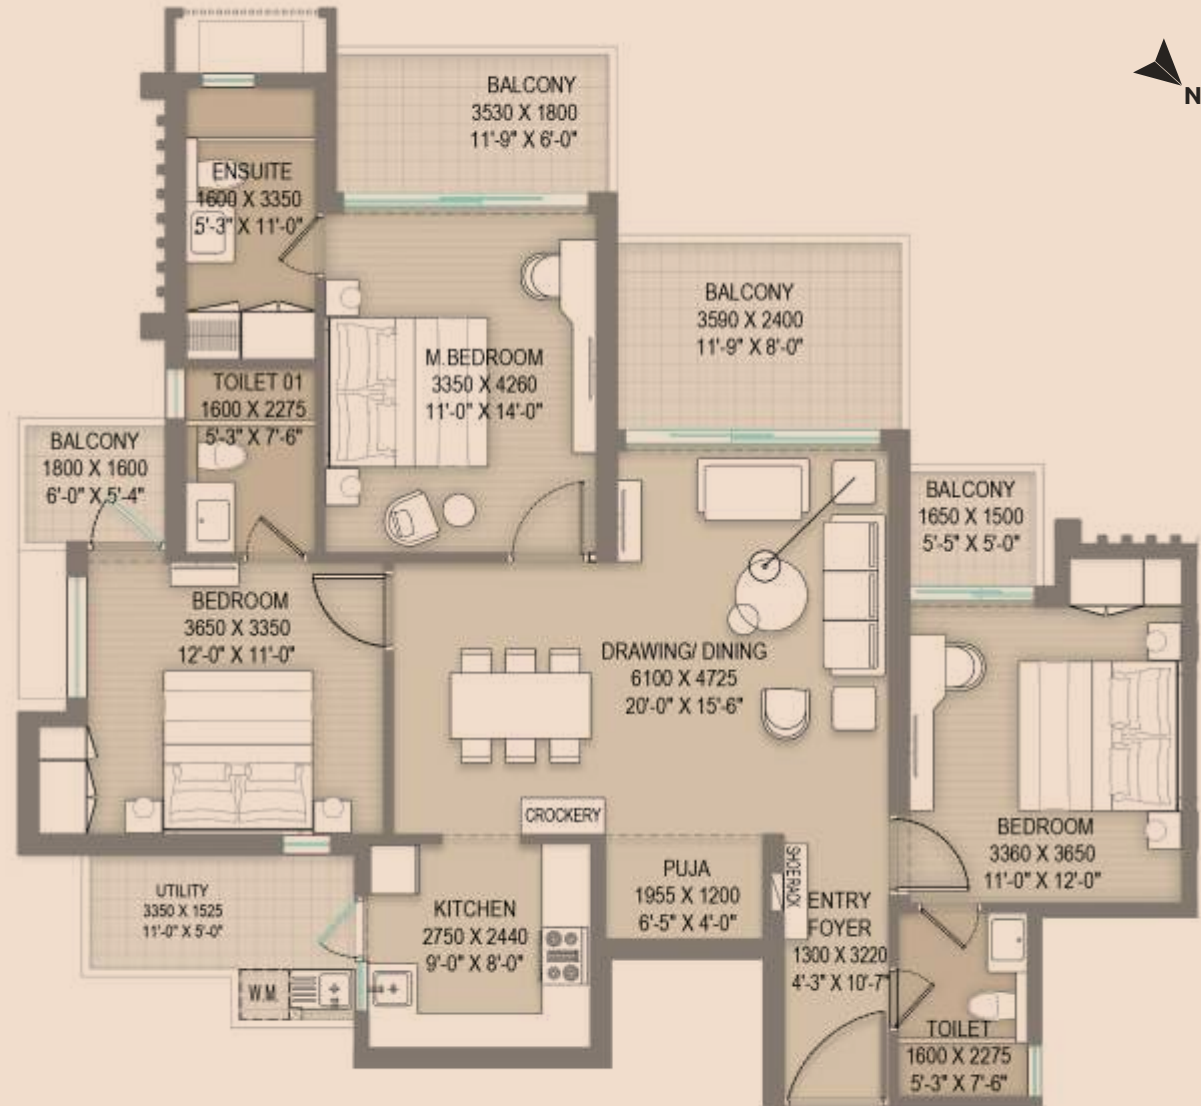 N
BALCONY
3530 X 1800
11'-9" X 6'-0"
ENSUITE
1600 X 3350
5'-3" X 11'-0"
BALCONY
3590 X 2400
11'-9" X 8'-0"
M.BEDROOM
3350 X 4260
11'-0" X 14'-0"
TOILET 01
1600 X 2275
5'-3" X 7'-6"
BALCONY
1800 X 1600
6'-0" X 5'-4"
BALCONY
1650 X 1500
5'-5" X 5'-0"
BEDROOM
3650 X 3350
12'-0" X 11'-0"
DRAWING/ DINING
6100 X 4725
20'-0" X 15'-6"
CROCKERY
BEDROOM
3360 X 3650
11'-0" X 12'-0"
UTILITY
3350 X 1525
11'-0" X 5'-0"
KITCHEN
2750 X 2440
9'-0" X 8'-0"
PUJA
1955 X 1200
6'-5" X 4'-0"
SHOE RACK
ENTRY
FOYER
1300 X 3220
4'-3" X 10'-7"
W.M.
TOILET
1600 X 2275
5'-3" X 7'-6"